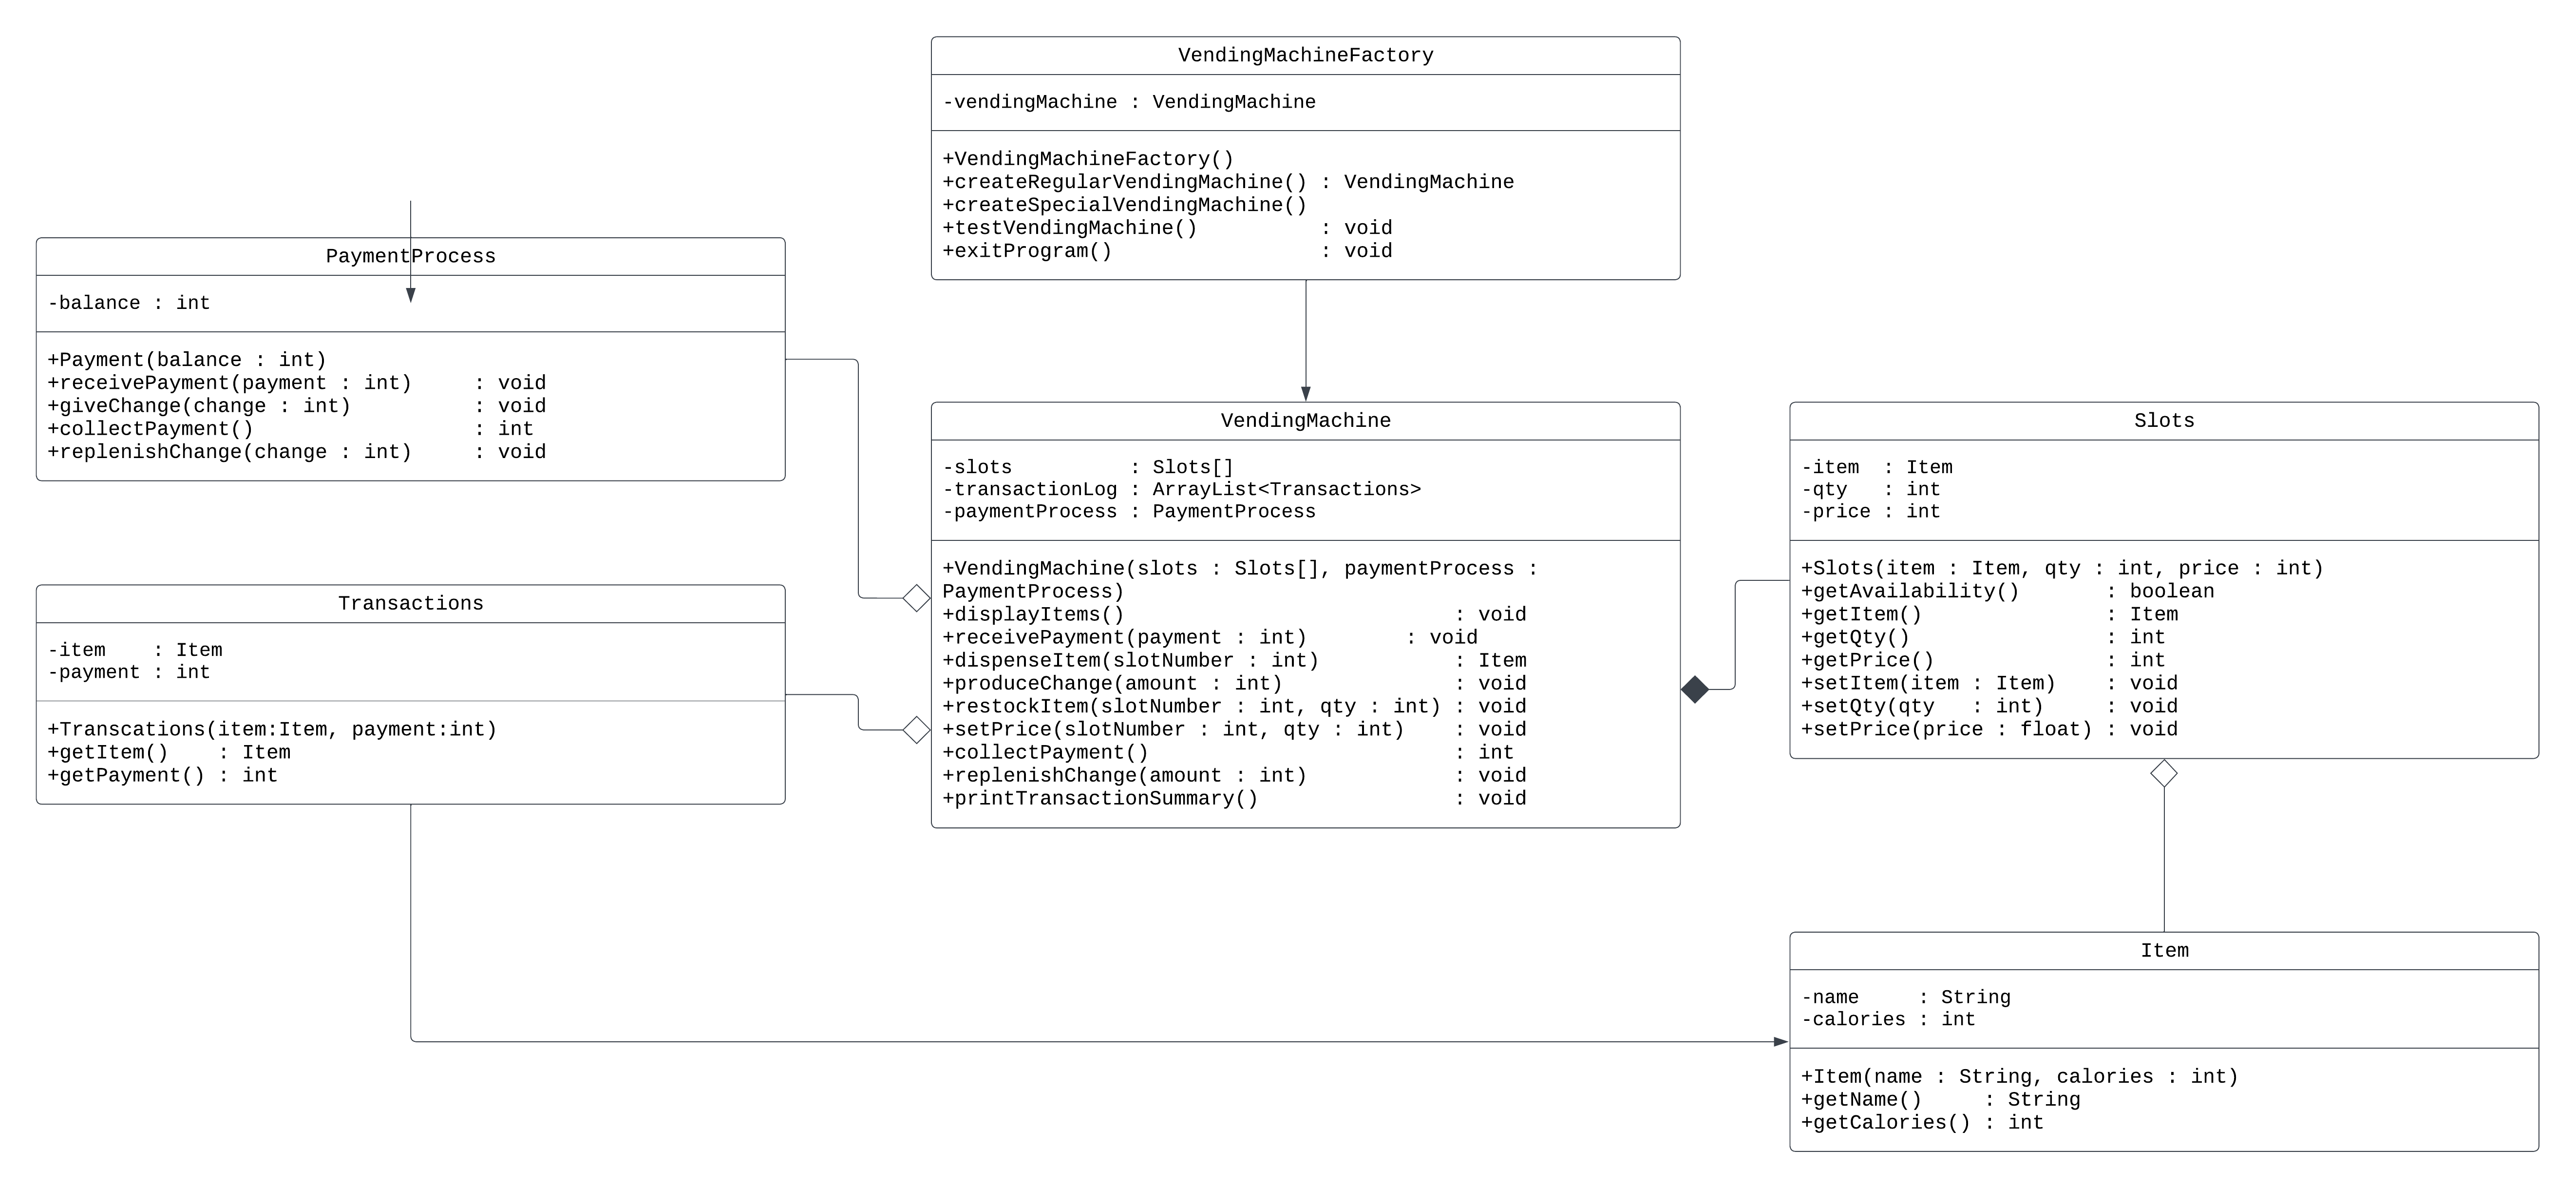 VendingMachineFactory
-vendingMachine : VendingMachine
+VendingMachineFactory()
+createRegularVendingMachine() : VendingMachine
+createSpecialVendingMachine()
+testVendingMachine() : void
+exitProgram() : void
PaymentProcess
-balance : int
+Payment(balance : int)
+receivePayment(payment : int) : void
+giveChange(change : int) : void
+collectPayment() : int
+replenishChange(change : int) : void
VendingMachine
-slots : Slots[]
-transactionLog : ArrayList<Transactions>
-paymentProcess : PaymentProcess
+VendingMachine(slots : Slots[], paymentProcess :
PaymentProcess)
+displayItems() : void
+receivePayment(payment : int) : void
+dispenseItem(slotNumber : int) : Item
+produceChange(amount : int) : void
+restockItem(slotNumber : int, qty : int) : void
+setPrice(slotNumber : int, qty : int) : void
+collectPayment() : int
+replenishChange(amount : int) : void
+printTransactionSummary() : void
Slots
-item : Item
-qty : int
-price : int
+Slots(item : Item, qty : int, price : int)
+getAvailability() : boolean
+getItem() : Item
+getQty() : int
+getPrice() : int
+setItem(item : Item) : void
+setQty(qty : int) : void
+setPrice(price : float) : void
Transactions
-item : Item
-payment : int
+Transcations(item:Item, payment:int)
+getItem() : Item
+getPayment() : int
Item
-name : String
-calories : int
+Item(name : String, calories : int)
+getName() : String
+getCalories() : int